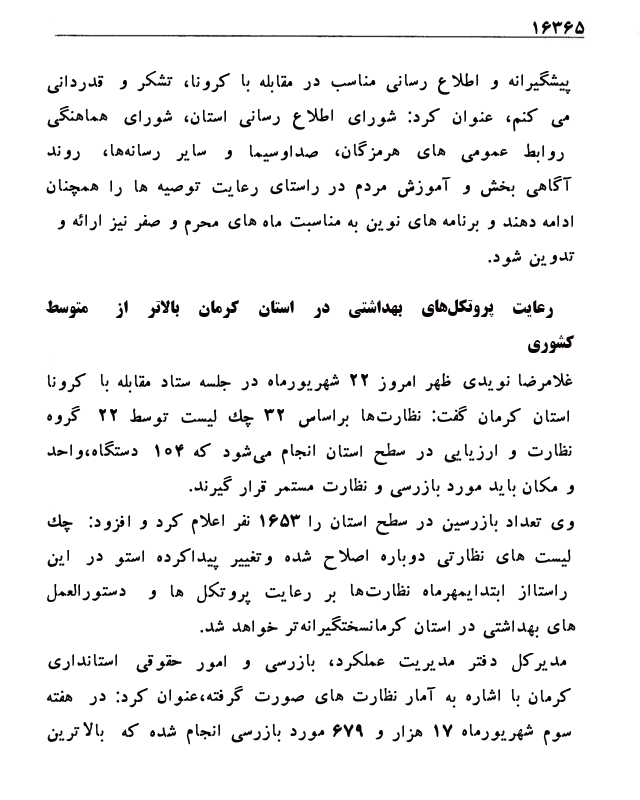 ۱۶۳۶۵
پیشگیرانه و اطلاع رسانی مناسب در مقابله با کرونا، تشکر و قدردانی
می کنم، عنوان کرد: شورای اطلاع رسانی استان، شورای هماهنگی
روابط عمومی های هرمزگان، صداوسیما و سایر رسانه‌ها، روند
آگاهی بخش و آموزش مردم در راستای رعایت توصیه ها را همچنان
ادامه دهند و برنامه های نوین به مناسبت ماه های محرم و صفر نیز ارائه و
تدوین شود.
رعایت پروتکل‌های بهداشتی در استان کرمان بالاتر از متوسط
کشوری
غلامرضا نویدی ظهر امروز ۲۲ شهریورماه در جلسه ستاد مقابله با کرونا
استان کرمان گفت: نظارت‌ها براساس ۳۲ چك لیست توسط ۲۲ گروه
نظارت و ارزیابی در سطح استان انجام می‌شود که ۱۰۴ دستگاه،واحد
و مکان باید مورد بازرسی و نظارت مستمر قرار گیرند.
وی تعداد بازرسین در سطح استان را ۱۶۵۳ نفر اعلام کرد و افزود: چك
لیست های نظارتی دوباره اصلاح شده وتغییر پیداکرده استو در این
راستااز ابتدایمهرماه نظارت‌ها بر رعایت پروتکل ها و دستورالعمل
های بهداشتی در استان کرمانسختگیرانه‌تر خواهد شد.
مدیرکل دفتر مدیریت عملکرد، بازرسی و امور حقوقی استانداری
کرمان با اشاره به آمار نظارت های صورت گرفته،عنوان کرد: در هفته
سوم شهریورماه ۱۷ هزار و ۶۷۹ مورد بازرسی انجام شده که بالاترین